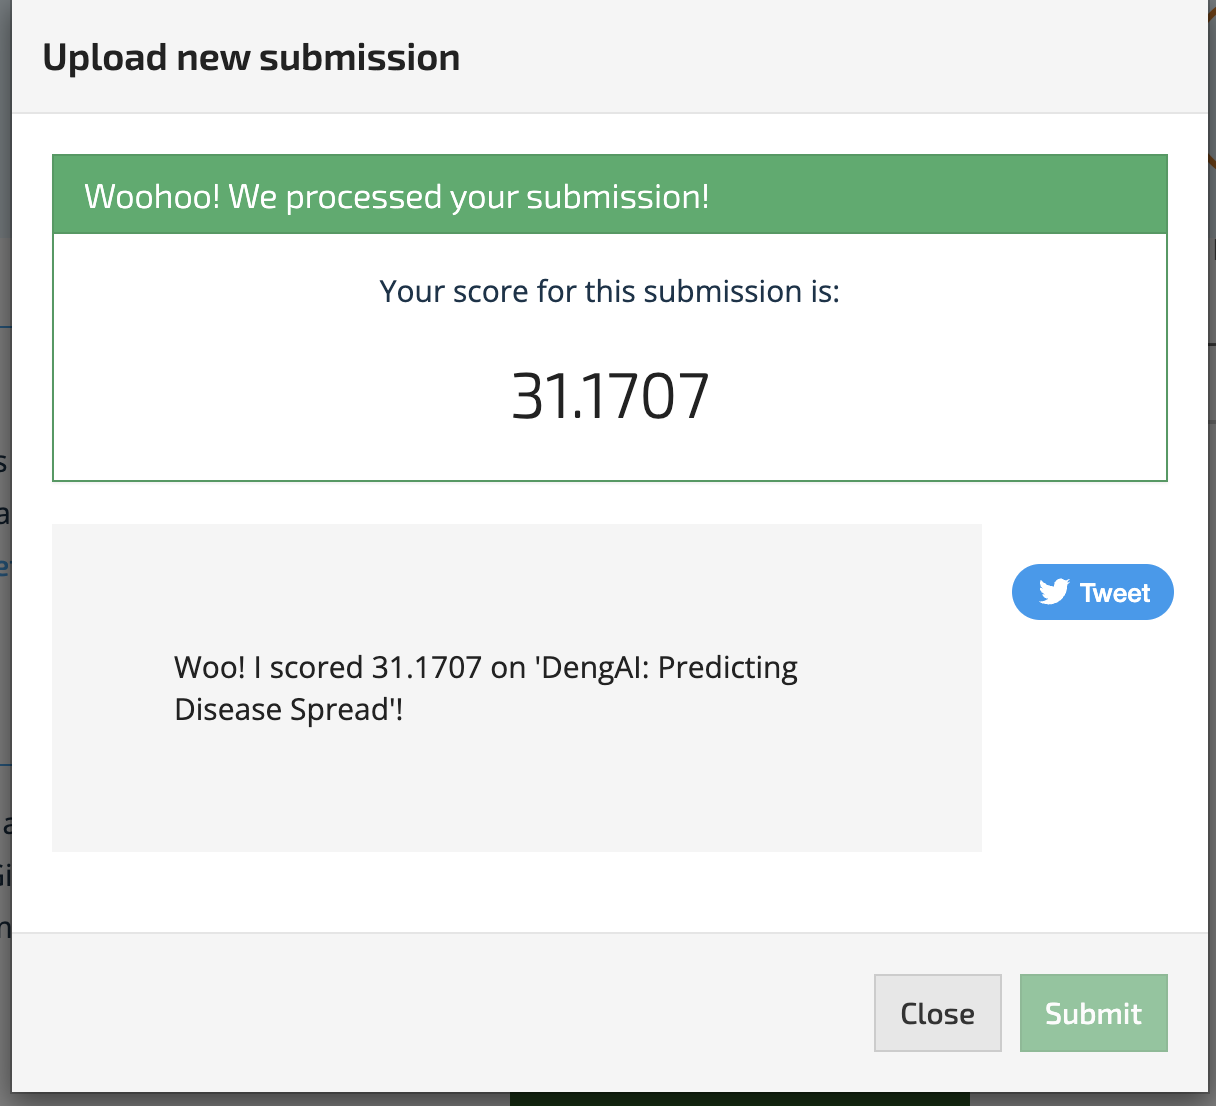 Upload new submission
Woohoo! We processed your submission!
Your score for this submission is:
31.1707
Tweet
Woo! I scored 31.1707 on 'DengAI: Predicting
Disease Spread'!
Close
Submit